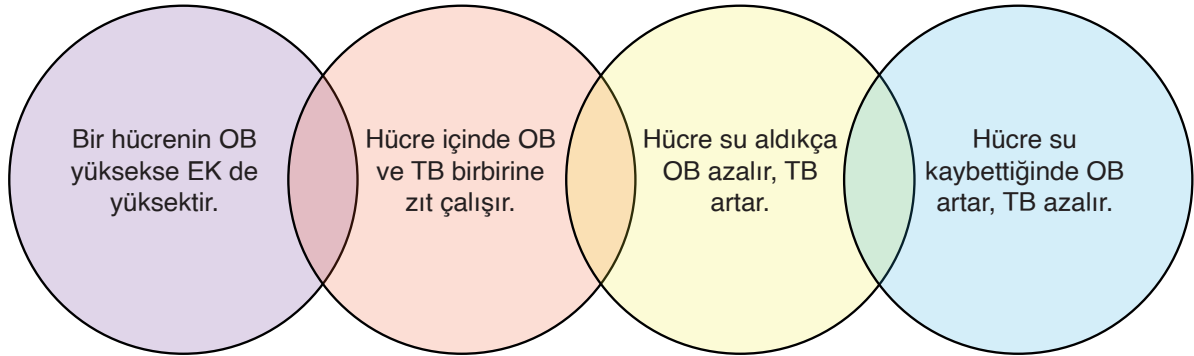 Bir hücrenin OB
yüksekse EK de
yüksektir.
Hücre içinde OB
ve TB birbirine
zıt çalışır.
Hücre su aldıkça
OB azalır, TB
artar.
Hücre su
kaybettiğinde OB
artar, TB azalır.